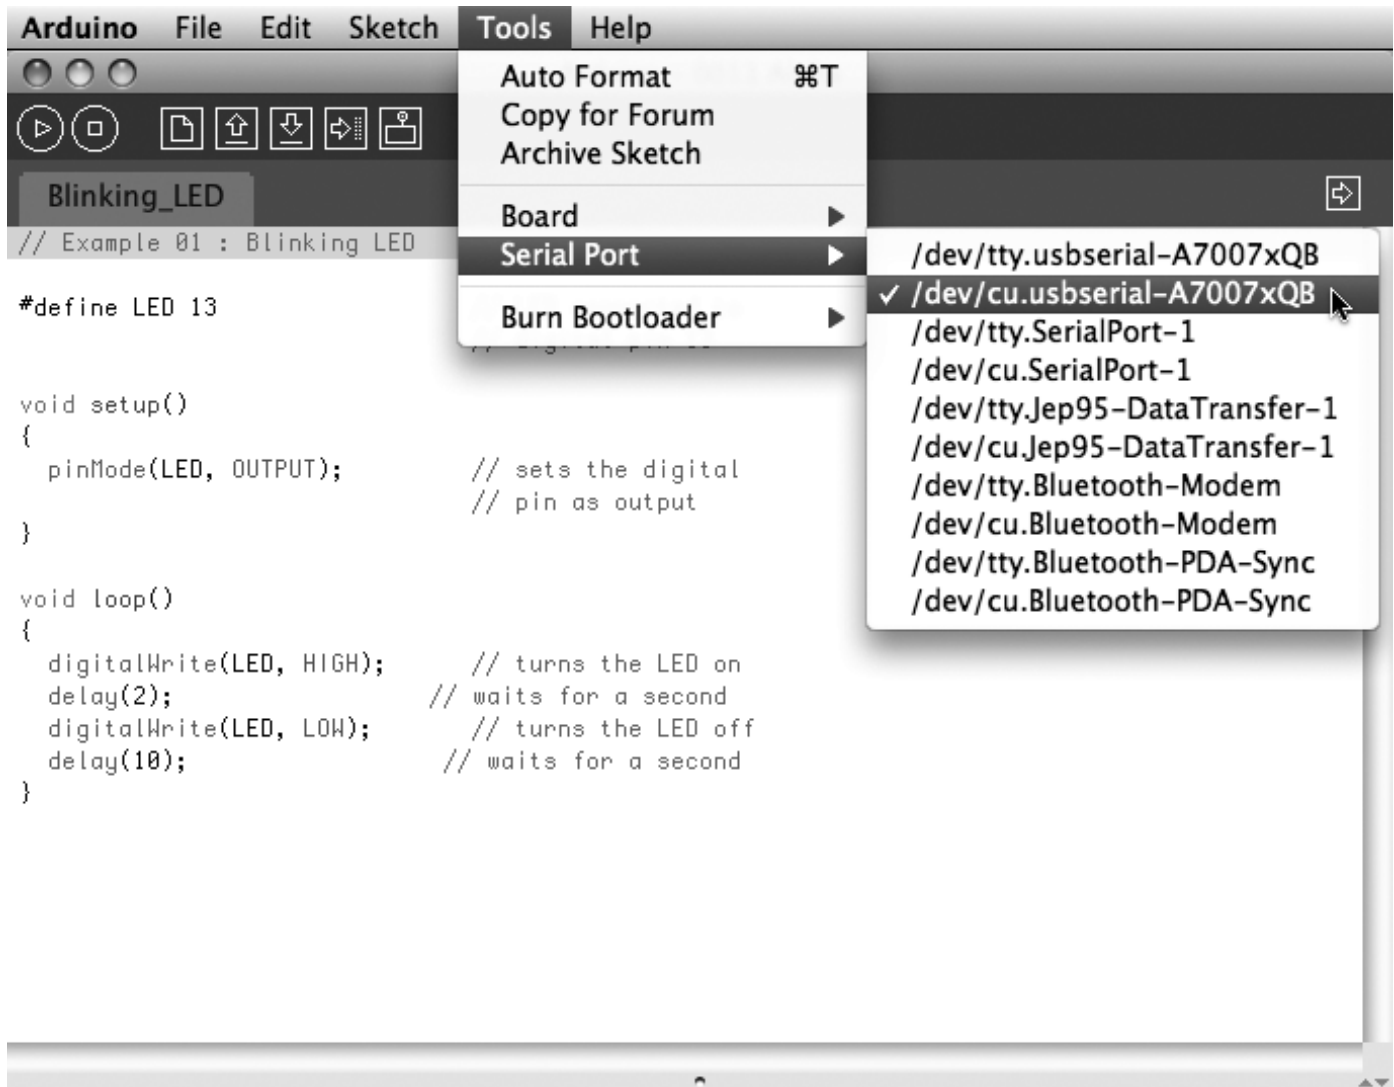 Arduino File Edit Sketch Tools Help
Auto Format ⌘T
Copy for Forum
Archive Sketch
Board
Serial Port
Burn Bootloader
/dev/tty.usbserial-A7007xQB
✓ /dev/cu.usbserial-A7007xQB
/dev/tty.SerialPort-1
/dev/cu.SerialPort-1
/dev/tty.Jep95-DataTransfer-1
/dev/cu.Jep95-DataTransfer-1
/dev/tty.Bluetooth-Modem
/dev/cu.Bluetooth-Modem
/dev/tty.Bluetooth-PDA-Sync
/dev/cu.Bluetooth-PDA-Sync
Blinking_LED
// Example 01 : Blinking LED
#define LED 13
void setup()
{
pinMode(LED, OUTPUT); // sets the digital
// pin as output
}
void loop()
{
digitalWrite(LED, HIGH); // turns the LED on
delay(2); // waits for a second
digitalWrite(LED, LOW); // turns the LED off
delay(10); // waits for a second
}